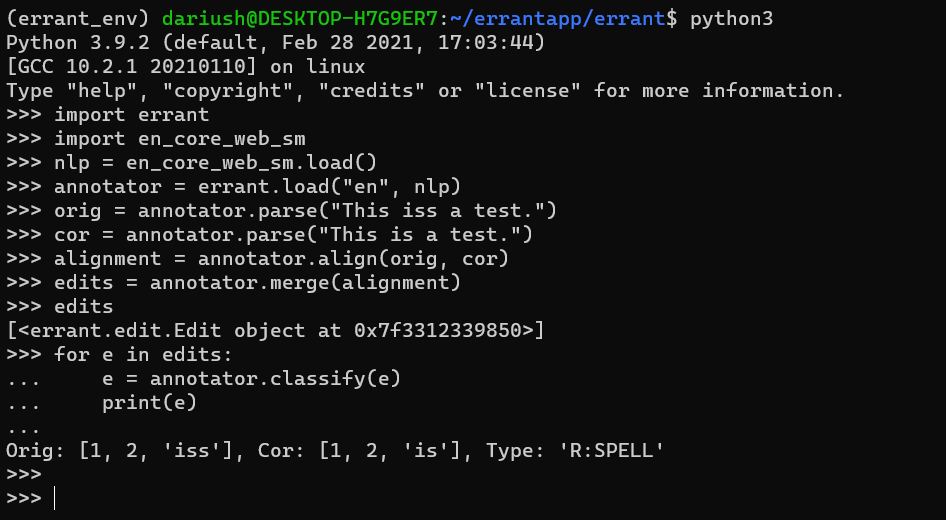 (errant_env) dariush@DESKTOP-H7G9ER7:~/errantapp/errant$ python3
Python 3.9.2 (default, Feb 28 2021, 17:03:44)
[GCC 10.2.1 20210110] on linux
Type "help", "copyright", "credits" or "license" for more information.
>>> import errant
>>> import en_core_web_sm
>>> nlp = en_core_web_sm.load()
>>> annotator = errant.load("en", nlp)
>>> orig = annotator.parse("This iss a test.")
>>> cor = annotator.parse("This is a test.")
>>> alignment = annotator.align(orig, cor)
>>> edits = annotator.merge(alignment)
>>> edits
[<errant.edit.Edit object at 0x7f3312339850>]
>>> for e in edits:
...     e = annotator.classify(e)
...     print(e)
...
Orig: [1, 2, 'iss'], Cor: [1, 2, 'is'], Type: 'R:SPELL'
>>>
>>>